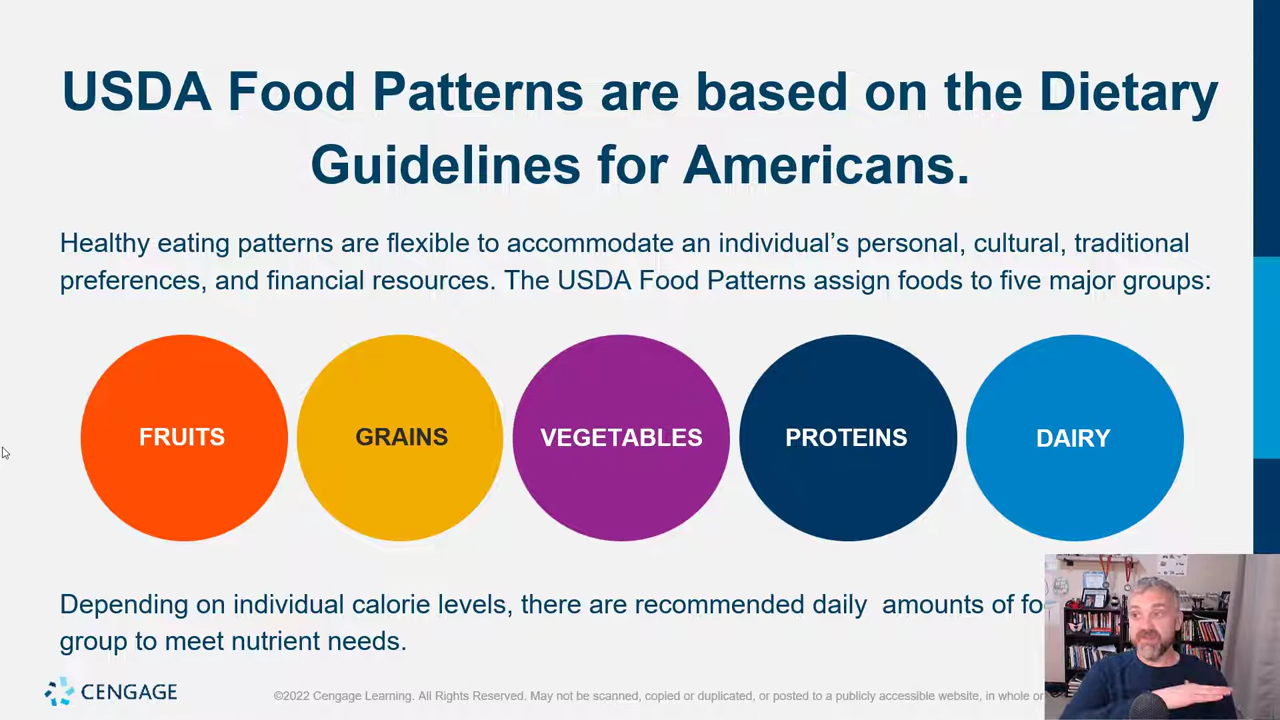 USDA Food Patterns are based on the Dietary
Guidelines for Americans.
Healthy eating patterns are flexible to accommodate an individual’s personal, cultural, traditional
preferences, and financial resources. The USDA Food Patterns assign foods to five major groups:
FRUITS
GRAINS
VEGETABLES
PROTEINS
DAIRY
Depending on individual calorie levels, there are recommended daily amounts of fo
group to meet nutrient needs.
CENGAGE
©2022 Cengage Learning. All Rights Reserved. May not be scanned, copied or duplicated, or posted to a publicly accessible website, in whole or